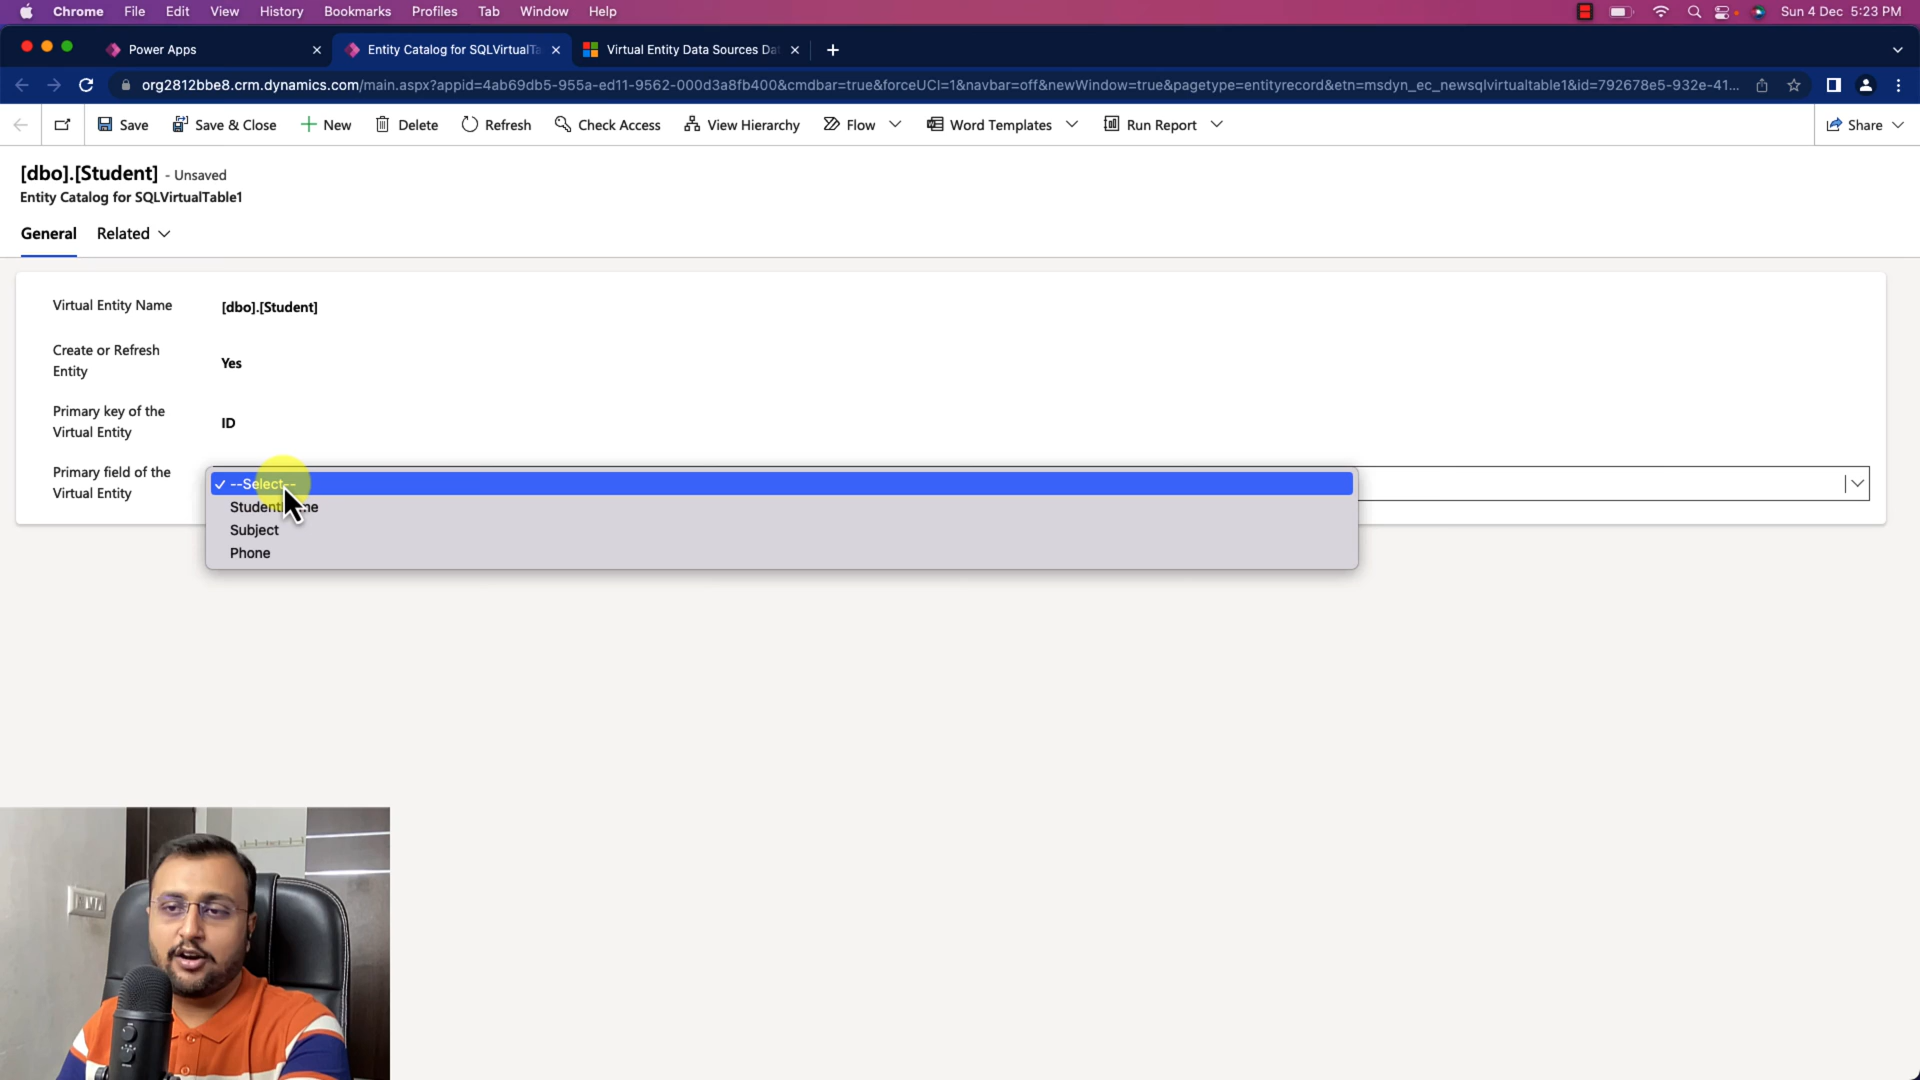 Chrome File Edit View History Bookmarks Profiles Tab Window Help Sun 4 Dec 5:23 PM
Power Apps Entity Catalog for SQLVirtualTa Virtual Entity Data Sources Da
org2812bbe8.crm.dynamics.com/main.aspx?appid=4ab69db5-955a-ed11-9562-000d3a8fb400&cmdbar=true&forceUCI=1&navbar=off&newWindow=true&pagetype=entityrecord&etn=msdyn_ec_newsqlvirtualtable1&id=792678e5-932e-41...
Save Save & Close New Delete Refresh Check Access View Hierarchy Flow Word Templates Run Report Share
[dbo].[Student] - Unsaved
Entity Catalog for SQLVirtualTable1
General Related
Virtual Entity Name [dbo].[Student]
Create or Refresh
Entity
Yes
Primary key of the
Virtual Entity
ID
Primary field of the
Virtual Entity
--Select--
Subject
Phone